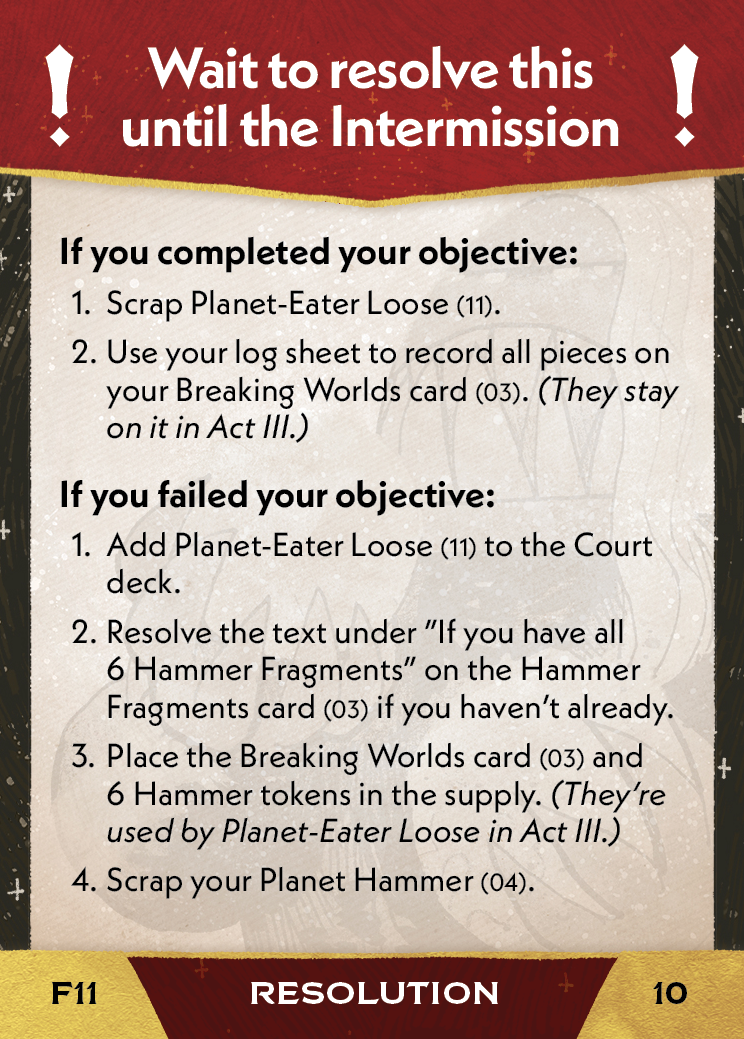 Wait to resolve this
until the Intermission
If you completed your objective:
1. Scrap Planet-Eater Loose (11).
2. Use your log sheet to record all pieces on
your Breaking Worlds card (03). (They stay
on it in Act III.)
If you failed your objective:
1. Add Planet-Eater Loose (11) to the Court
deck.
2. Resolve the text under "If you have all
6 Hammer Fragments" on the Hammer
Fragments card (03) if you haven't already.
3. Place the Breaking Worlds card (03) and
6 Hammer tokens in the supply. (They're
used by Planet-Eater Loose in Act III.)
4. Scrap your Planet Hammer (04).
F11 RESOLUTION 10